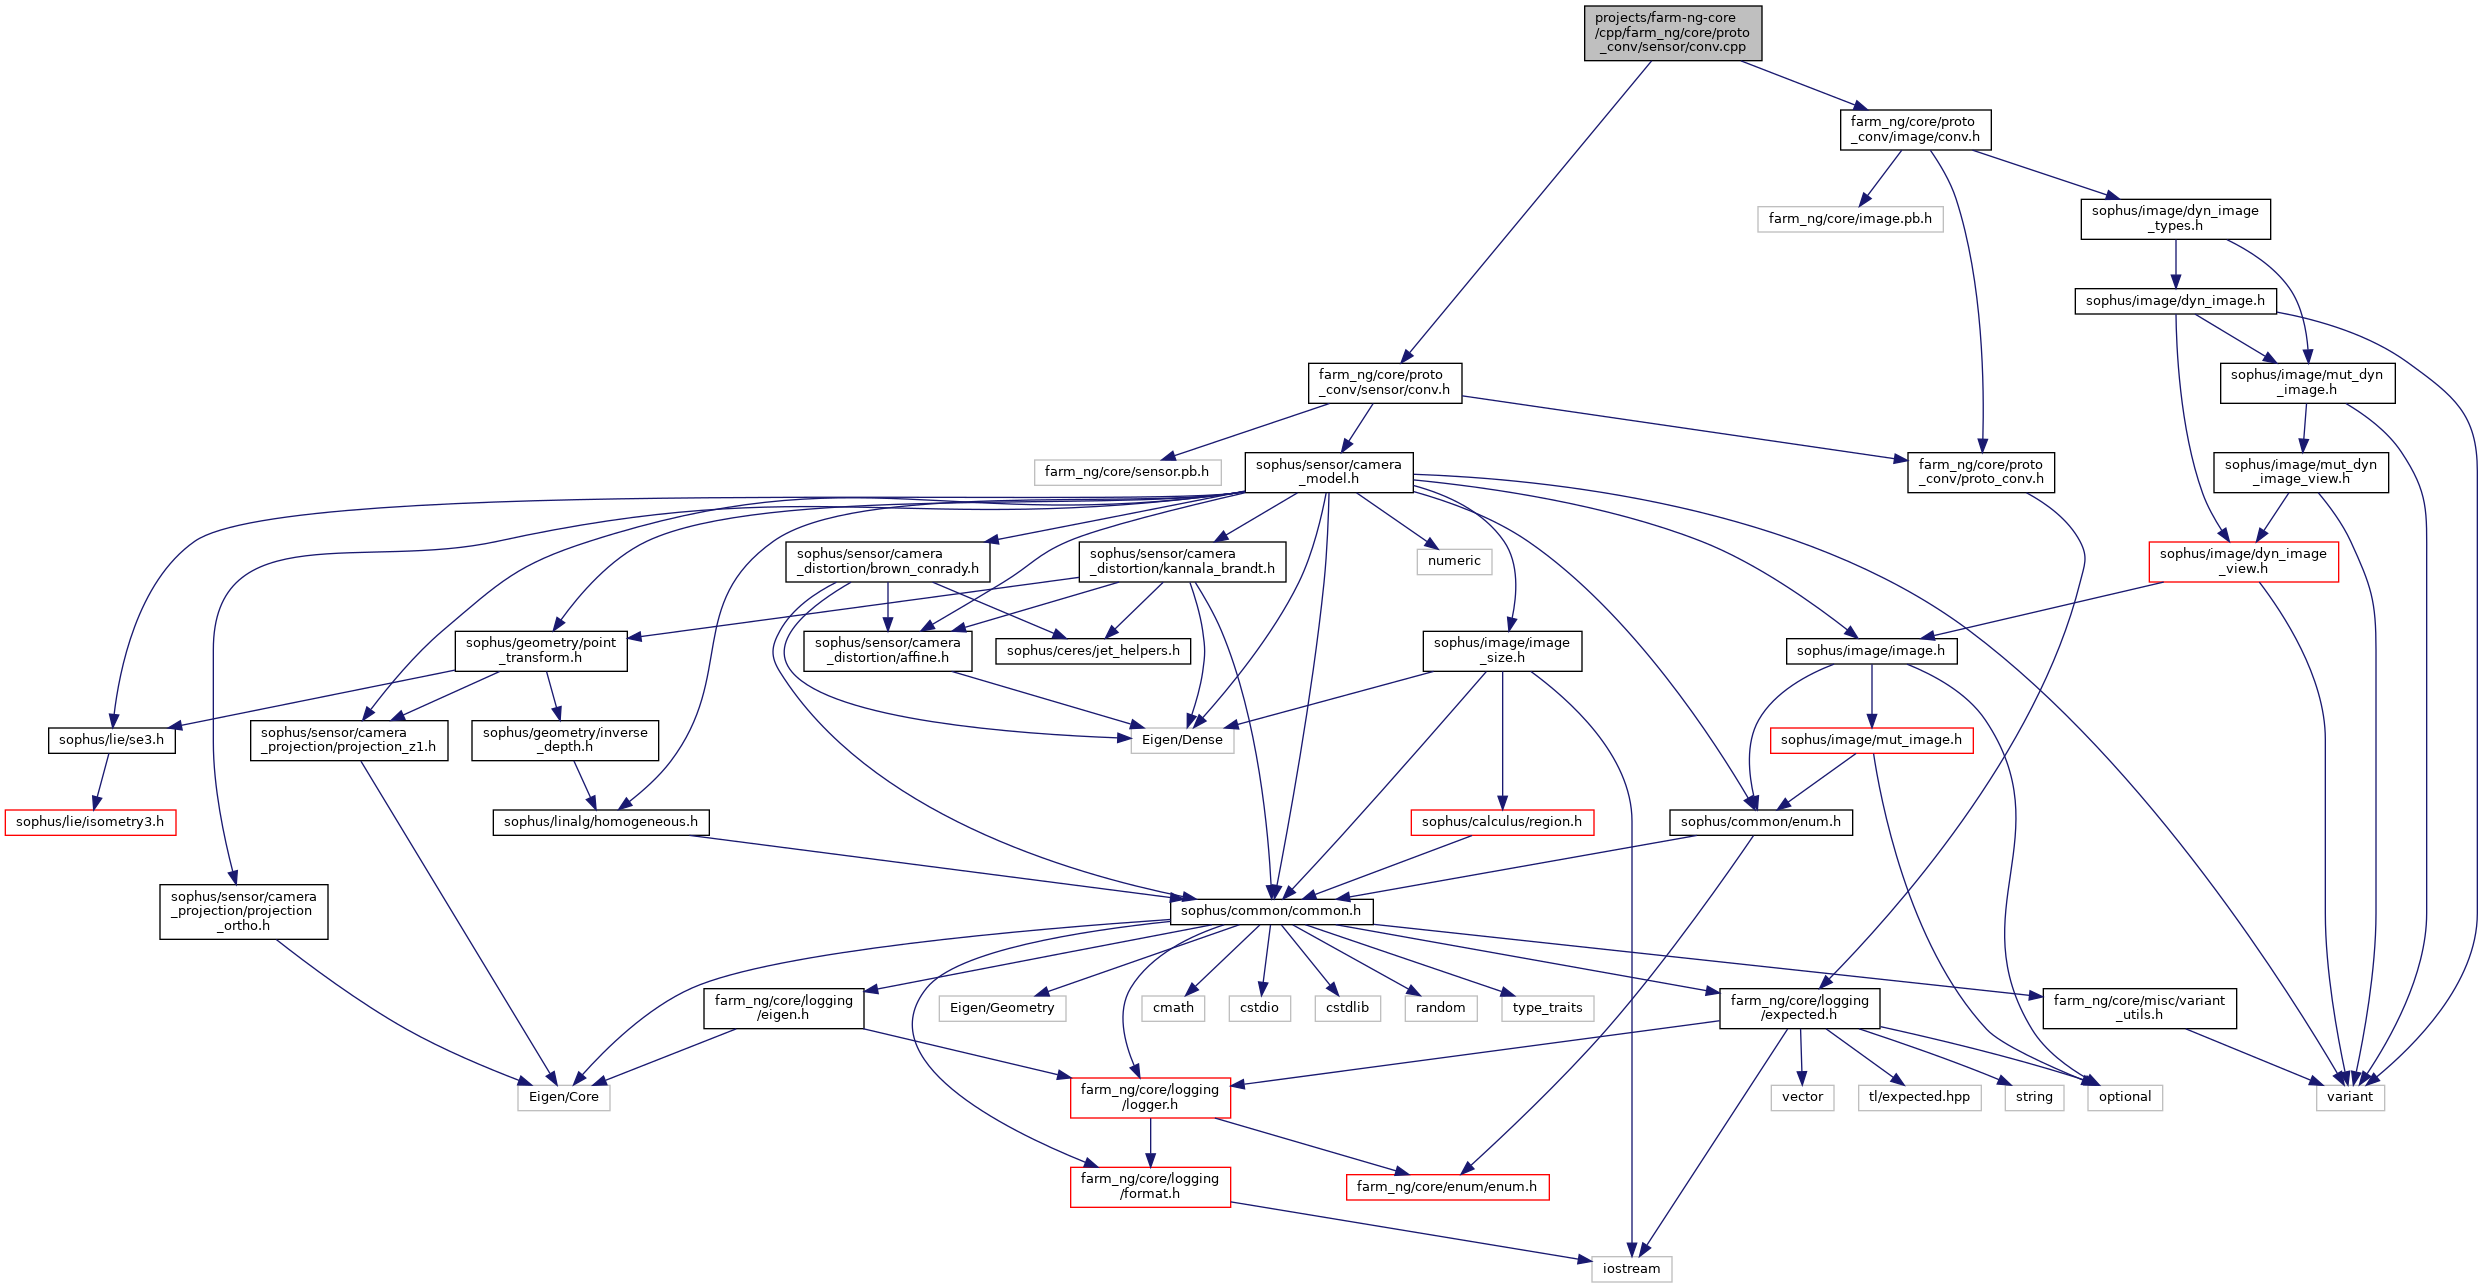 projects/farm-ng-core
/cpp/farm_ng/core/proto
_conv/sensor/conv.cpp
farm_ng/core/proto
_conv/image/conv.h
farm_ng/core/image.pb.h
sophus/image/dyn_image
_types.h
sophus/image/dyn_image.h
farm_ng/core/proto
_conv/sensor/conv.h
sophus/image/mut_dyn
_image.h
farm_ng/core/sensor.pb.h
sophus/sensor/camera
_model.h
farm_ng/core/proto
_conv/proto_conv.h
sophus/image/mut_dyn
_image_view.h
sophus/sensor/camera
_distortion/brown_conrady.h
sophus/sensor/camera
_distortion/kannala_brandt.h
numeric
sophus/image/dyn_image
_view.h
sophus/geometry/point
_transform.h
sophus/sensor/camera
_distortion/affine.h
sophus/ceres/jet_helpers.h
sophus/image/image
_size.h
sophus/image/image.h
sophus/lie/se3.h
sophus/sensor/camera
_projection/projection_z1.h
sophus/geometry/inverse
_depth.h
Eigen/Dense
sophus/image/mut_image.h
sophus/lie/isometry3.h
sophus/linalg/homogeneous.h
sophus/calculus/region.h
sophus/common/enum.h
sophus/sensor/camera
_projection/projection
_ortho.h
sophus/common/common.h
farm_ng/core/logging
/eigen.h
Eigen/Geometry
cmath
cstdio
cstdlib
random
type_traits
farm_ng/core/logging
/expected.h
farm_ng/core/misc/variant
_utils.h
Eigen/Core
farm_ng/core/logging
/logger.h
vector
tl/expected.hpp
string
optional
variant
farm_ng/core/logging
/format.h
farm_ng/core/enum/enum.h
iostream